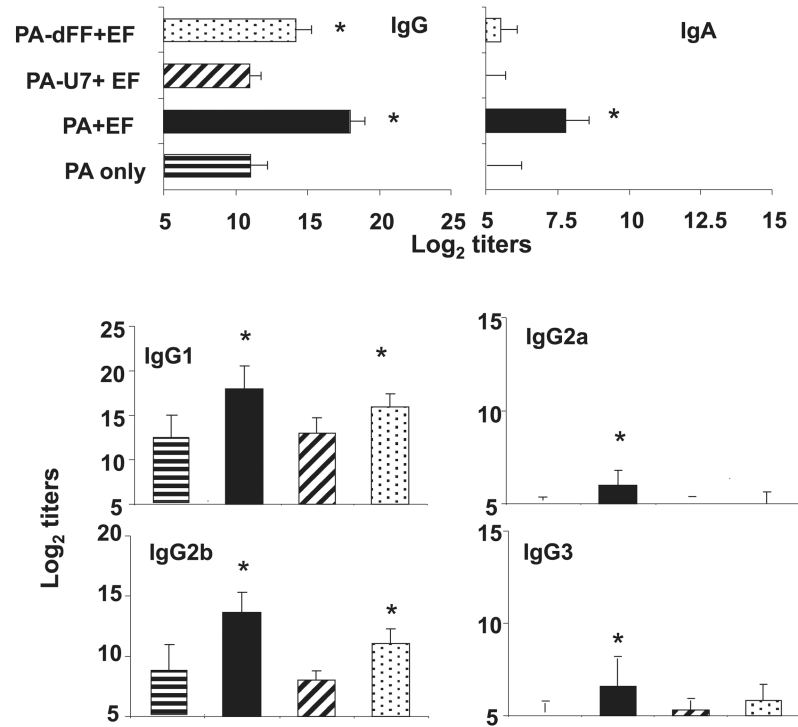 PA-dFF+EF
PA-U7+ EF
PA+EF
PA only
*
*
IgG
5 10 15 20 25
*
IgA
5 7.5 10 12.5 15
Log2 titers
Log2 titers
25
20
15
10
5
IgG1
*
*
15
10
5
IgG2a
*
20
15
10
5
IgG2b
*
*
15
10
5
IgG3
*